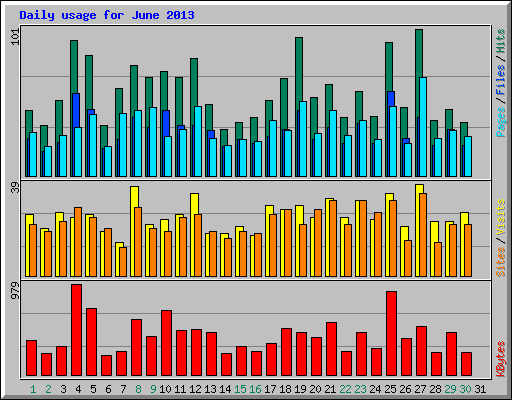 Daily usage for June 2013
101
Pages / Files / Hits
39
Sites / Visits
979
KBytes
1 2 3 4 5 6 7 8 9 10 11 12 13 14 15 16 17 18 19 20 21 22 23 24 25 26 27 28 29 30 31